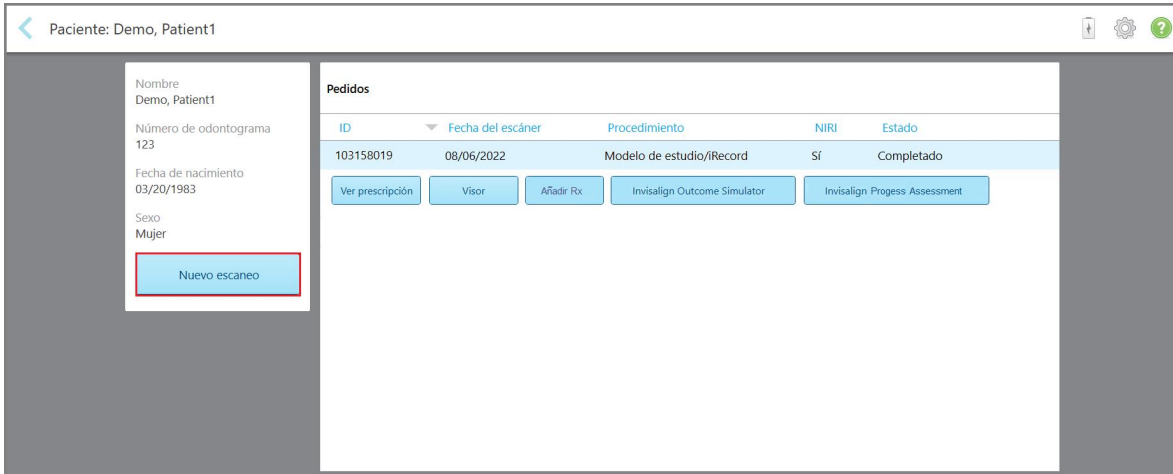 Paciente: Demo, Patient1
?
Nombre
Demo, Patient1
Número de odontograma
123
Fecha de nacimiento
03/20/1983
Sexo
Mujer
Nuevo escaneo
Pedidos
ID Fecha del escáner Procedimiento NIRI Estado
103158019 08/06/2022 Modelo de estudio/iRecord Sí Completado
Ver prescripción Visor Añadir Rx Invisalign Outcome Simulator Invisalign Progess Assessment